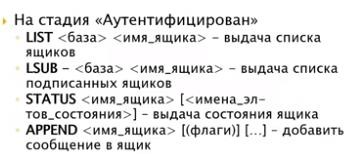 На стадия «Аутентифицирован»
LIST <база> <имя_ящика> – выдача списка
ящиков
LSUB – <база> <имя_ящика> – выдача списка
подписанных ящиков
STATUS <имя_ящика> [(<имена_эл-
тов_состояния>] – выдача состояния ящика
APPEND <имя_ящика> [(флаги)] [...] – добавить
сообщение в ящик